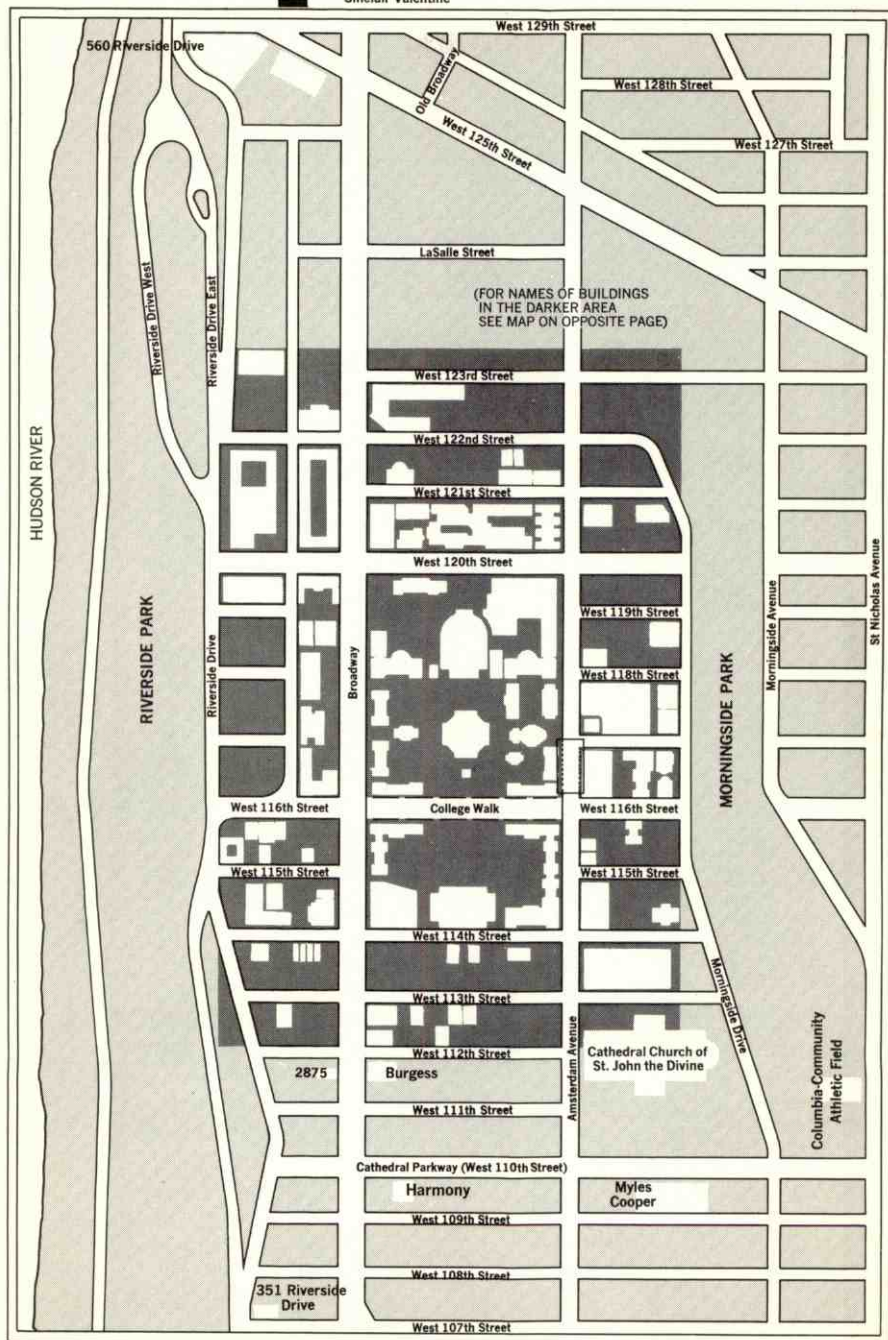 Sinclair Valentine
West 129th Street
560 Riverside Drive
Old Broadway
West 128th Street
West 125th Street
West 127th Street
LaSalle Street
Riverside Drive West
Riverside Drive East
(FOR NAMES OF BUILDINGS
IN THE DARKER AREA
SEE MAP ON OPPOSITE PAGE)
West 123rd Street
West 122nd Street
West 121st Street
HUDSON RIVER
West 120th Street
West 119th Street
St Nicholas Avenue
Morningside Avenue
RIVERSIDE PARK
Riverside Drive
Broadway
West 118th Street
MORNINGSIDE PARK
West 116th Street
College Walk
West 116th Street
West 115th Street
West 115th Street
West 114th Street
West 113th Street
Morningside Drive
West 112th Street
Amsterdam Avenue
Cathedral Church of
St. John the Divine
2875
Burgess
Columbia-Community
Athletic Field
West 111th Street
Cathedral Parkway (West 110th Street)
Harmony
Myles
Cooper
West 109th Street
West 108th Street
351 Riverside
Drive
West 107th Street